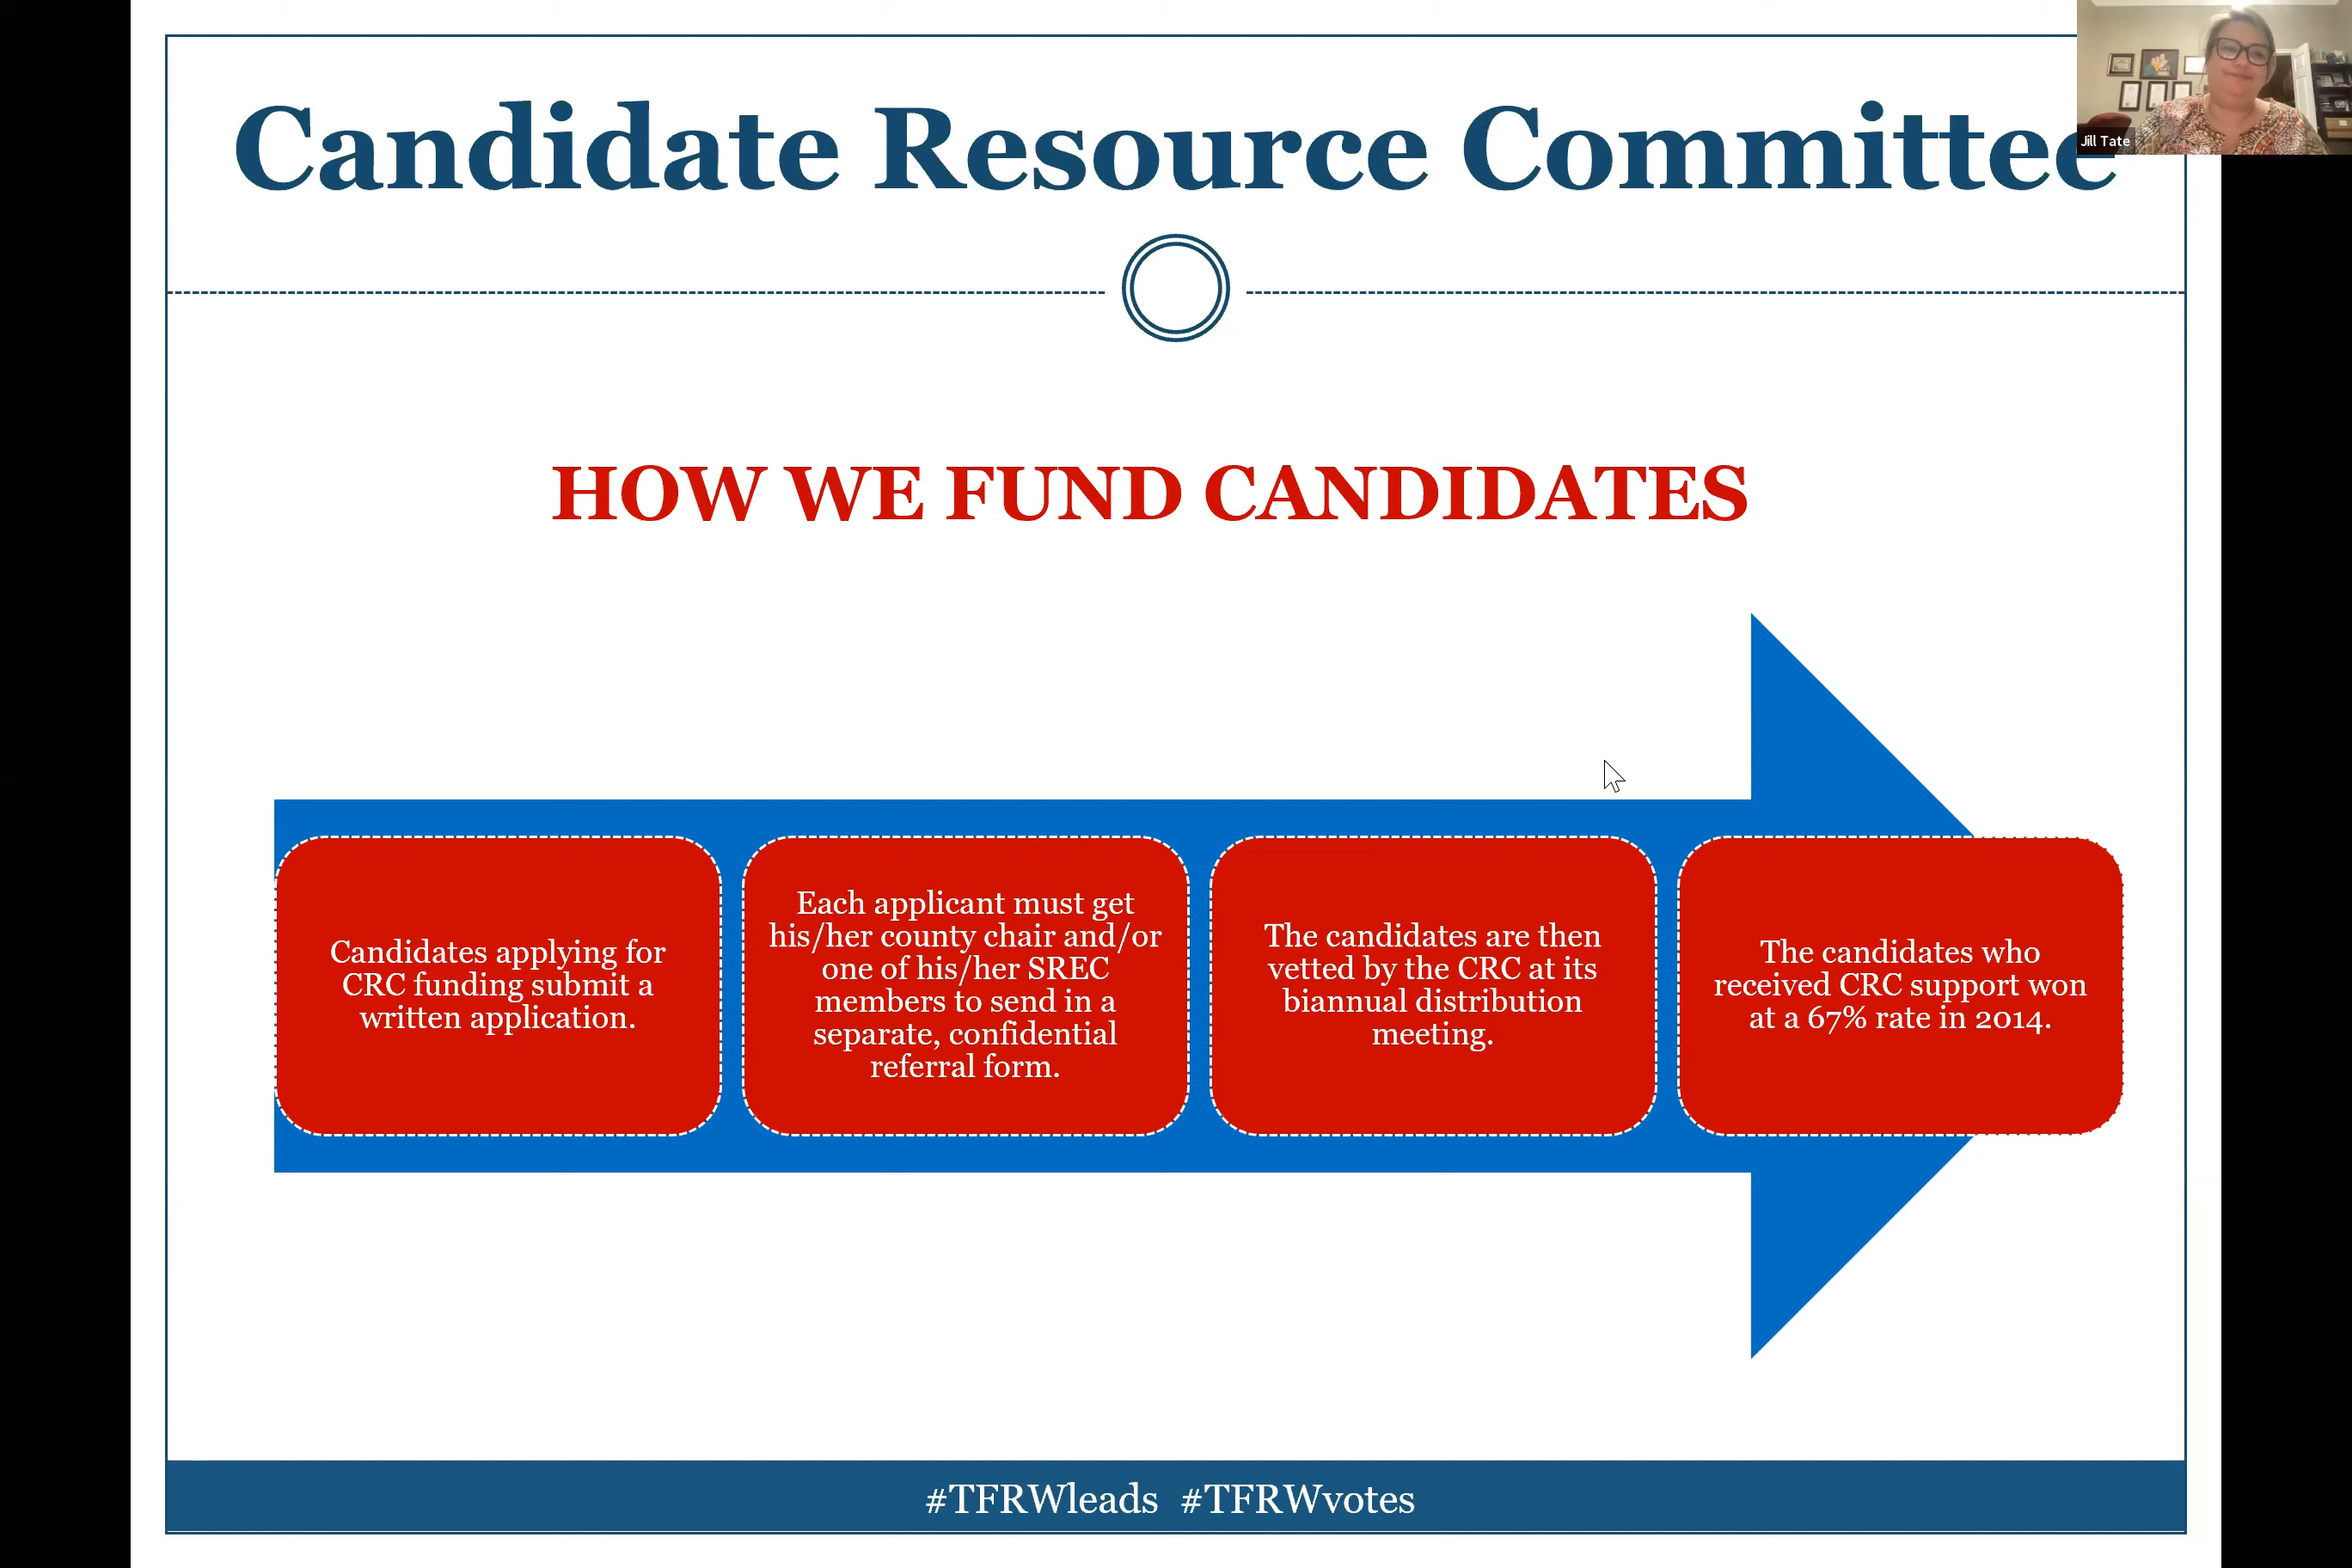 Candidate Resource Committee
Jill Tate
HOW WE FUND CANDIDATES
Candidates applying for
CRC funding submit a
written application.
Each applicant must get
his/her county chair and/or
one of his/her SREC
members to send in a
separate, confidential
referral form.
The candidates are then
vetted by the CRC at its
biannual distribution
meeting.
The candidates who
received CRC support won
at a 67% rate in 2014.
#TFRWleads #TFRWvotes